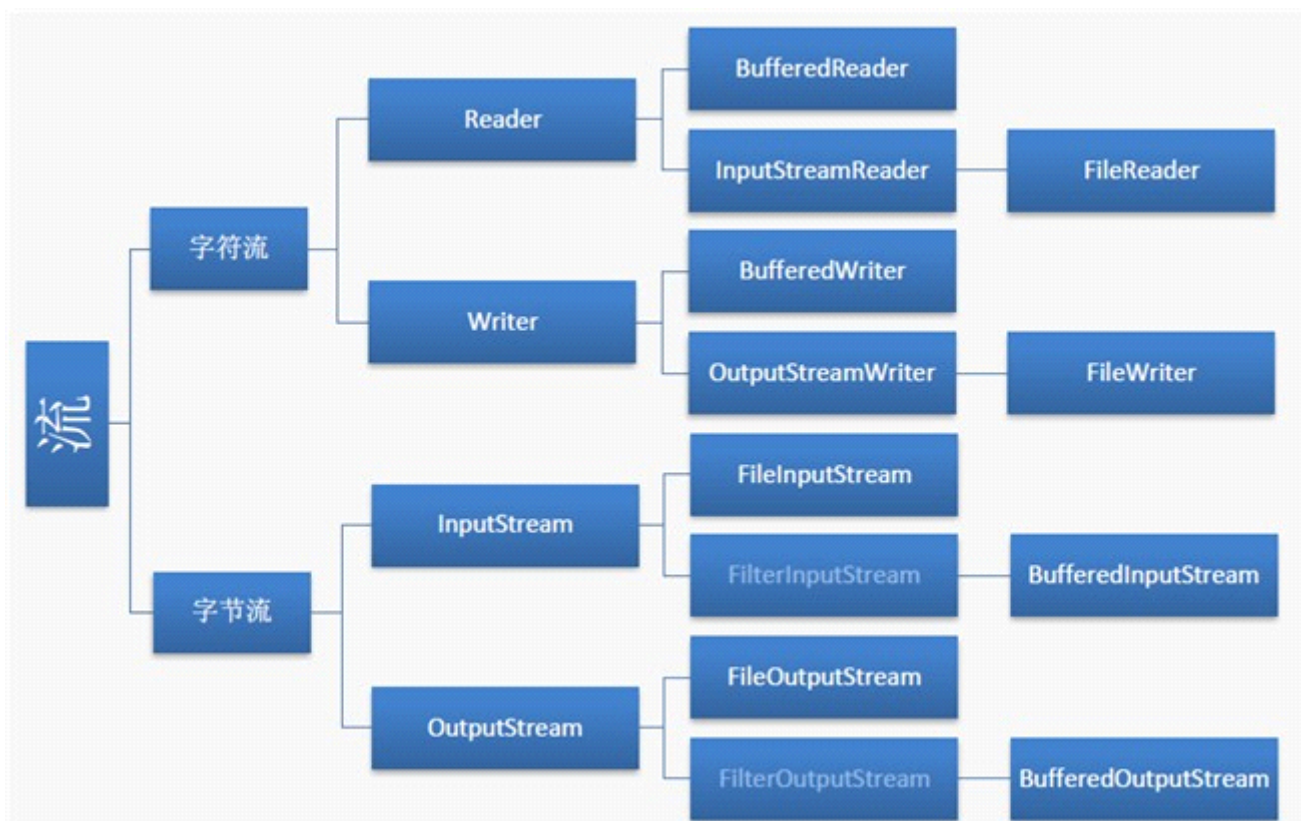 流
字符流
Reader
BufferedReader
InputStreamReader
FileReader
Writer
BufferedWriter
OutputStreamWriter
FileWriter
字节流
InputStream
FileInputStream
FilterInputStream
BufferedInputStream
OutputStream
FileOutputStream
FilterOutputStream
BufferedOutputStream